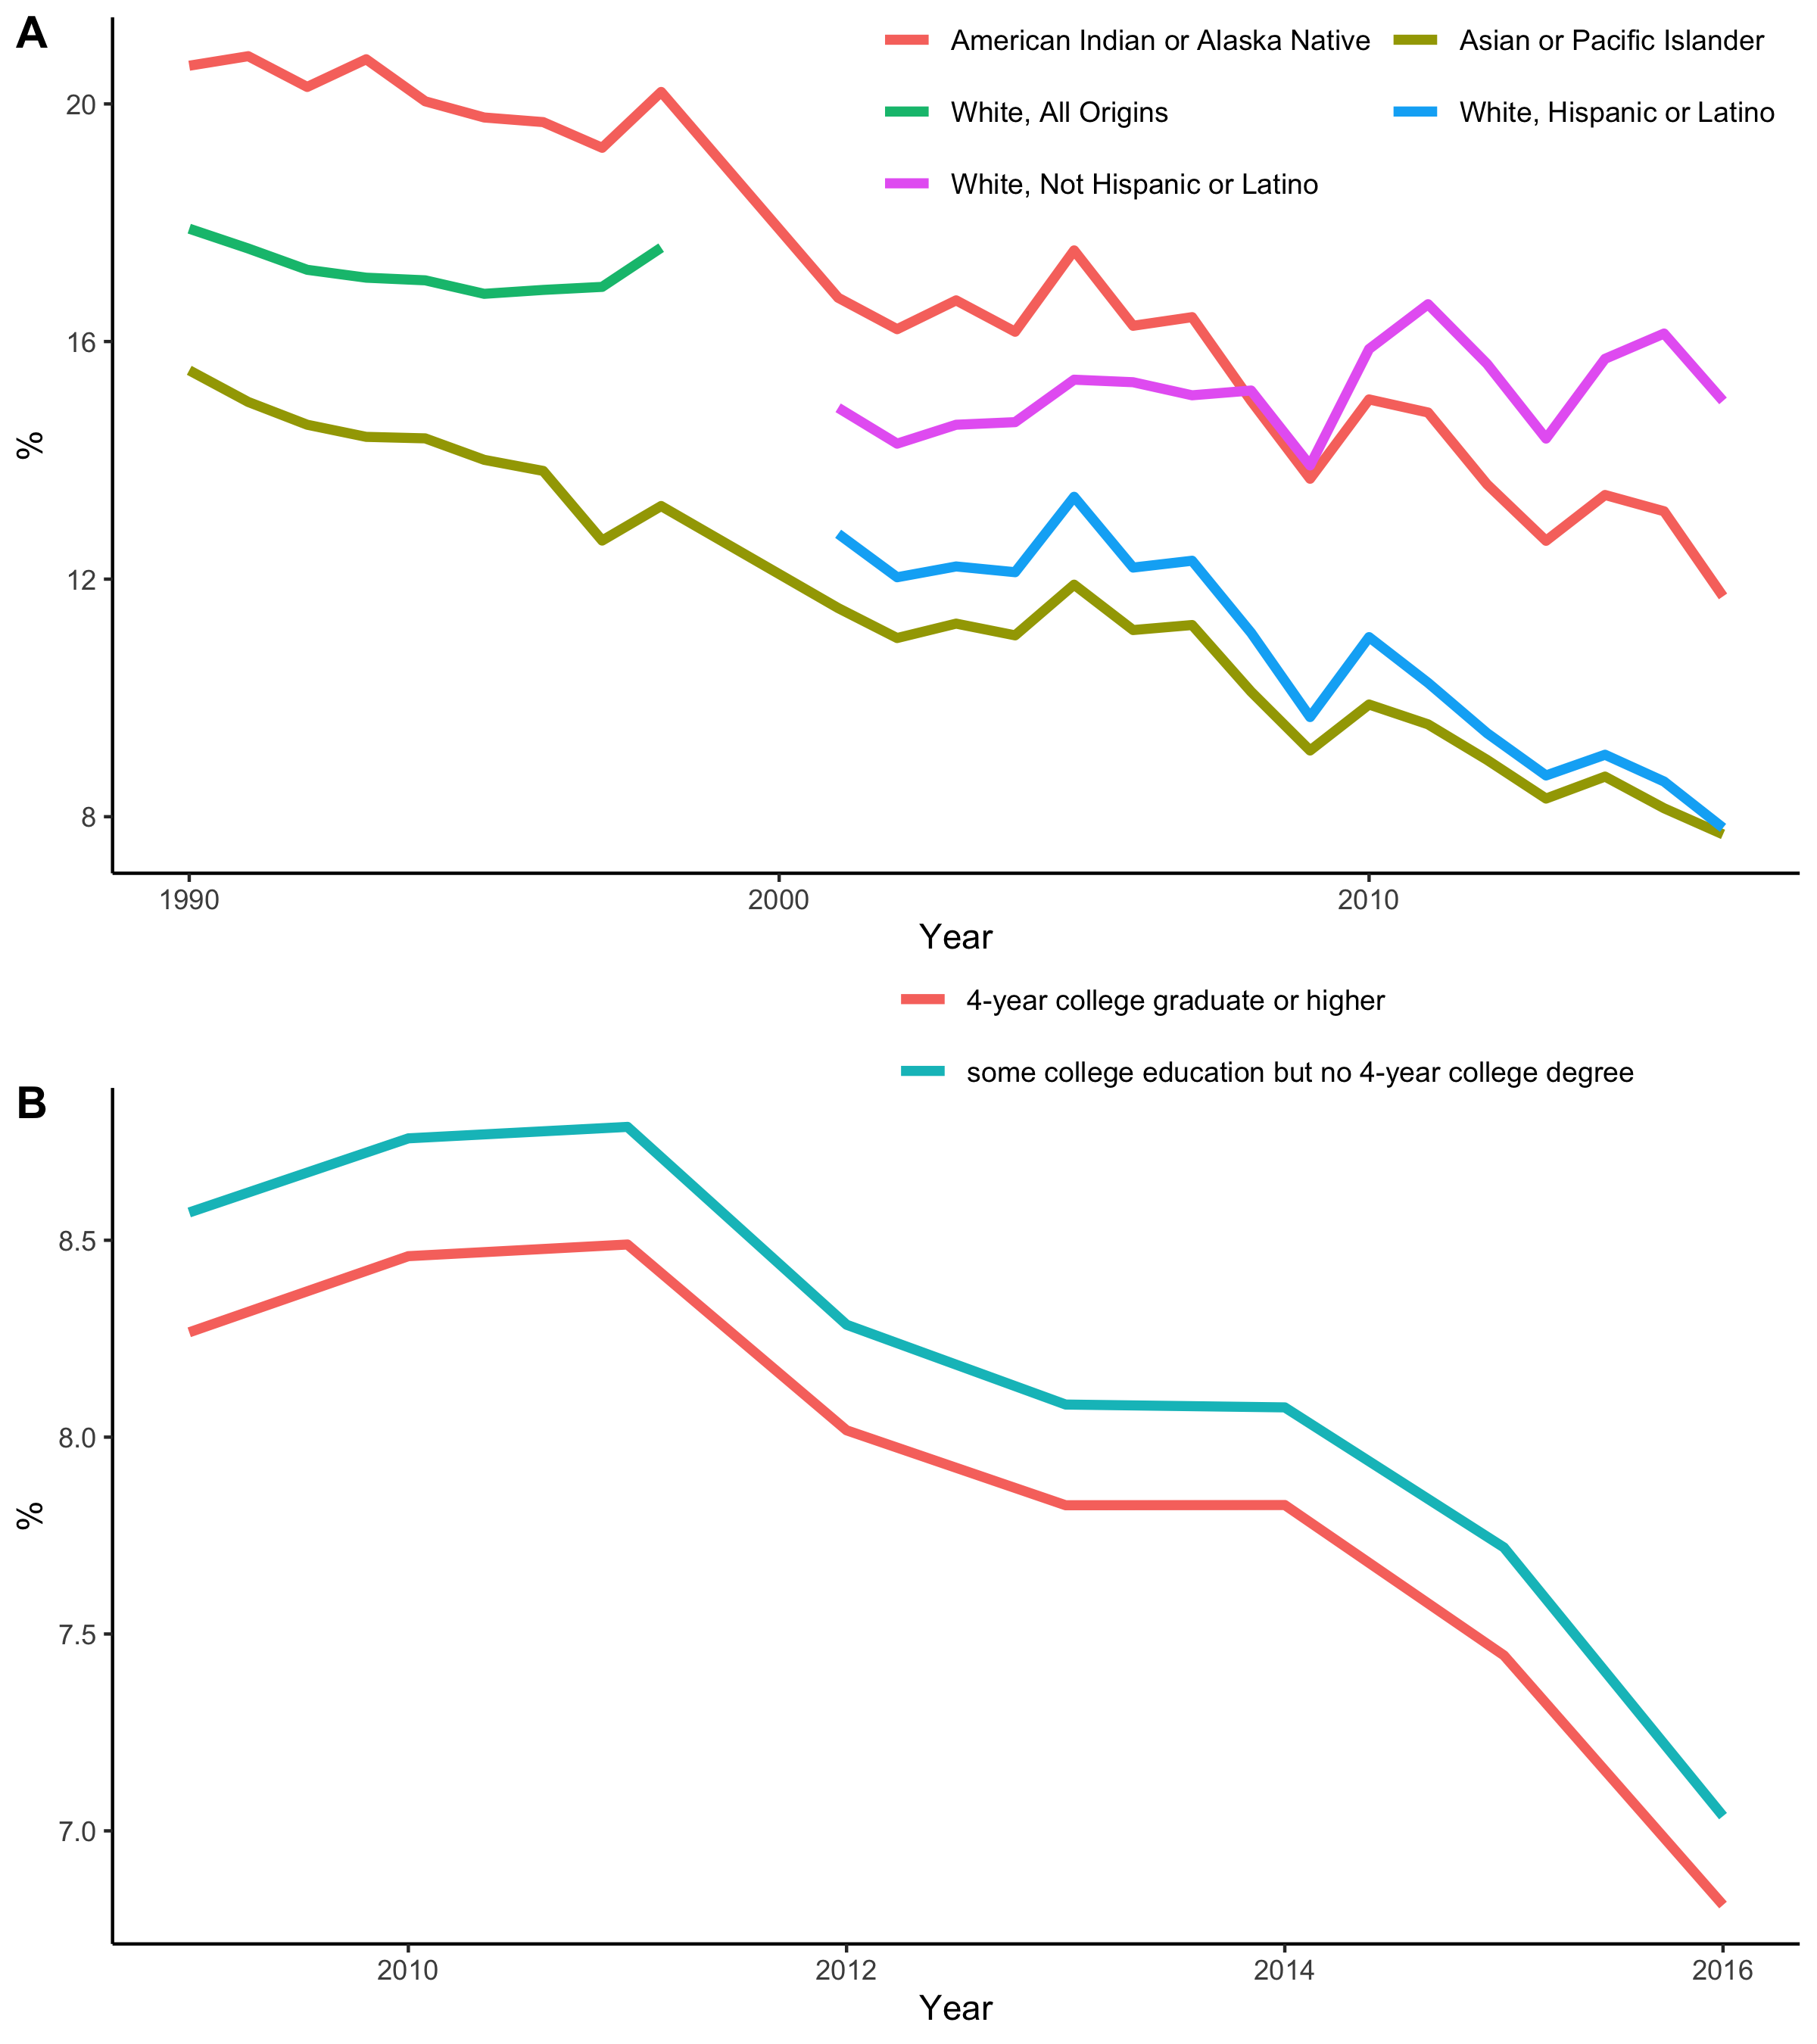 A
American Indian or Alaska Native Asian or Pacific Islander
White, All Origins White, Hispanic or Latino
White, Not Hispanic or Latino
20
16
12
8
%
1990 2000 2010
Year
4-year college graduate or higher
some college education but no 4-year college degree
B
8.5
8.0
7.5
7.0
%
2010 2012 2014 2016
Year